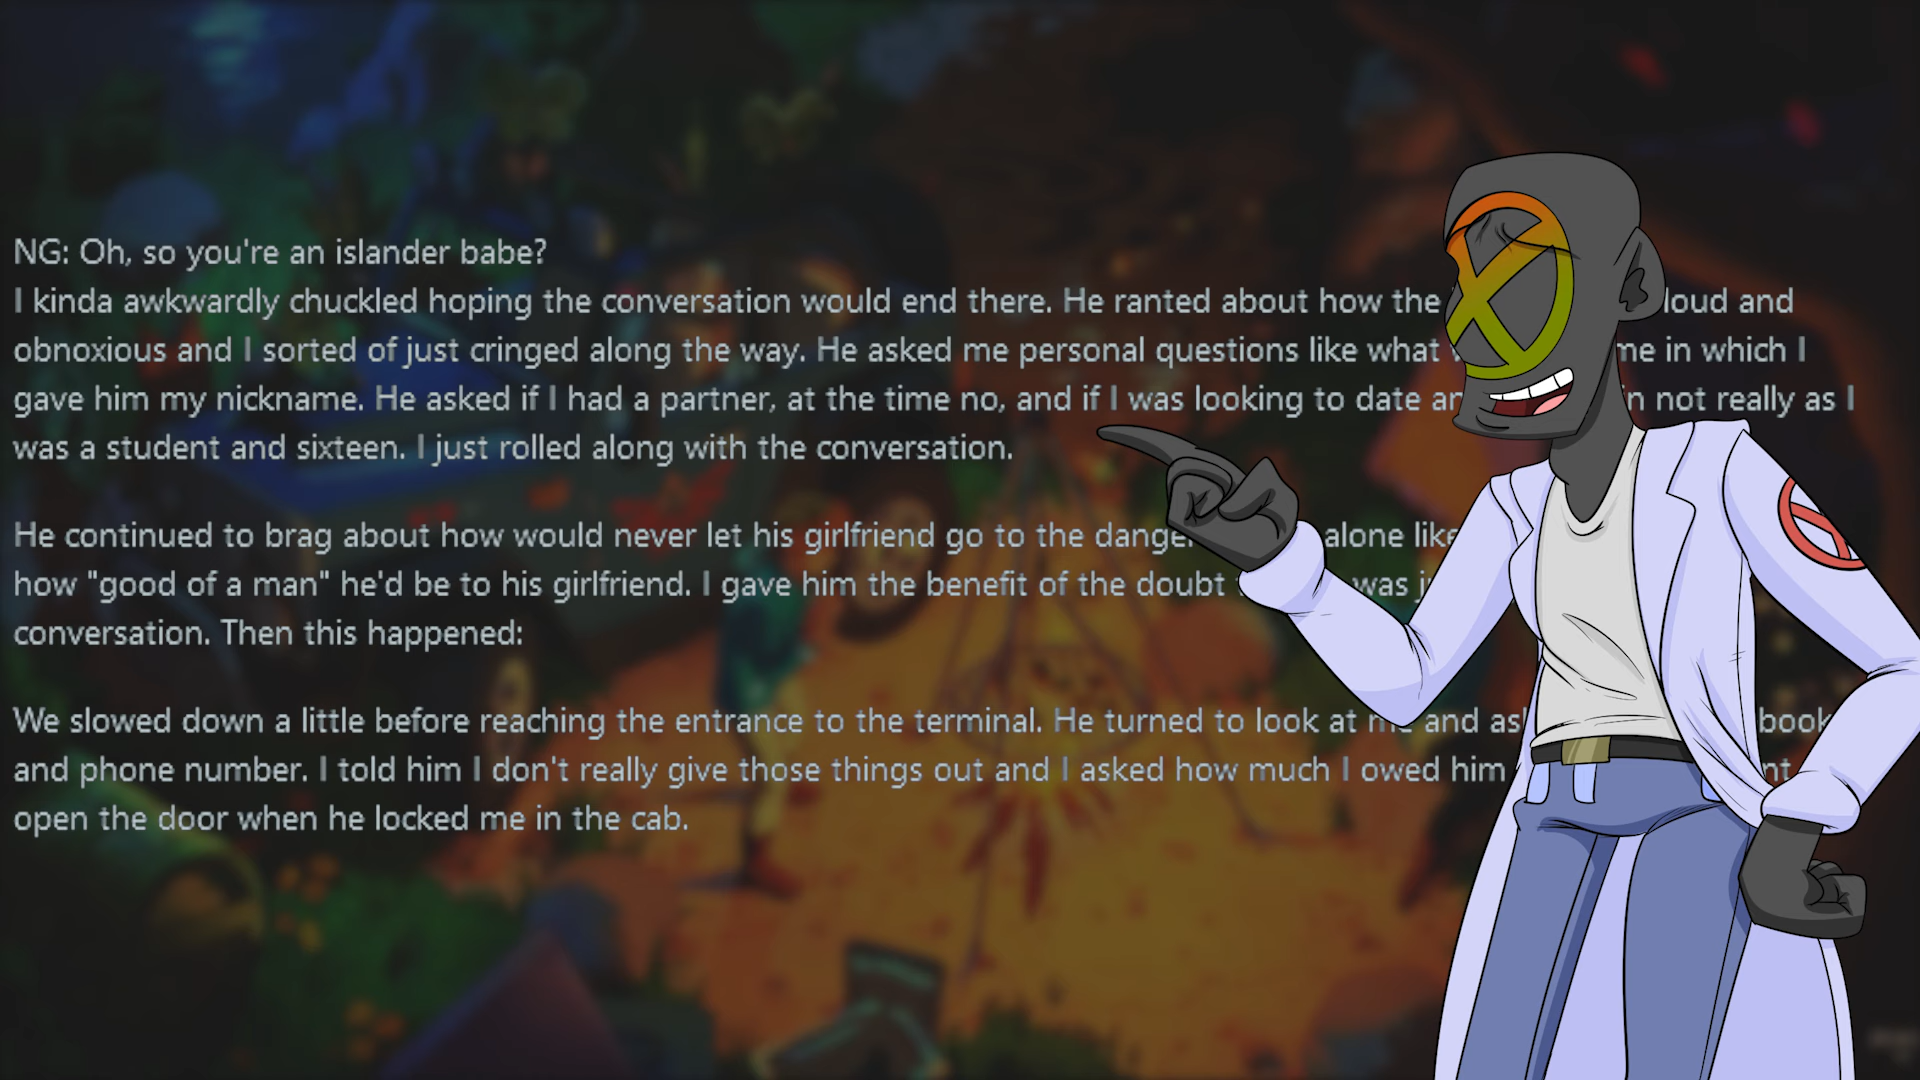 NG: Oh, so you're an islander babe?
I kinda awkwardly chuckled hoping the conversation would end there. He ranted about how the loud and
obnoxious and I sorted of just cringed along the way. He asked me personal questions like what me in which I
gave him my nickname. He asked if I had a partner, at the time no, and if I was looking to date not really as I
was a student and sixteen. I just rolled along with the conversation.
He continued to brag about how would never let his girlfriend go to the alone like
how "good of a man" he'd be to his girlfriend. I gave him the benefit of the doubt was
conversation. Then this happened:
We slowed down a little before reaching the entrance to the terminal. He turned to look at me and book
and phone number. I told him I don't really give those things out and I asked how much I owed him
open the door when he locked me in the cab.